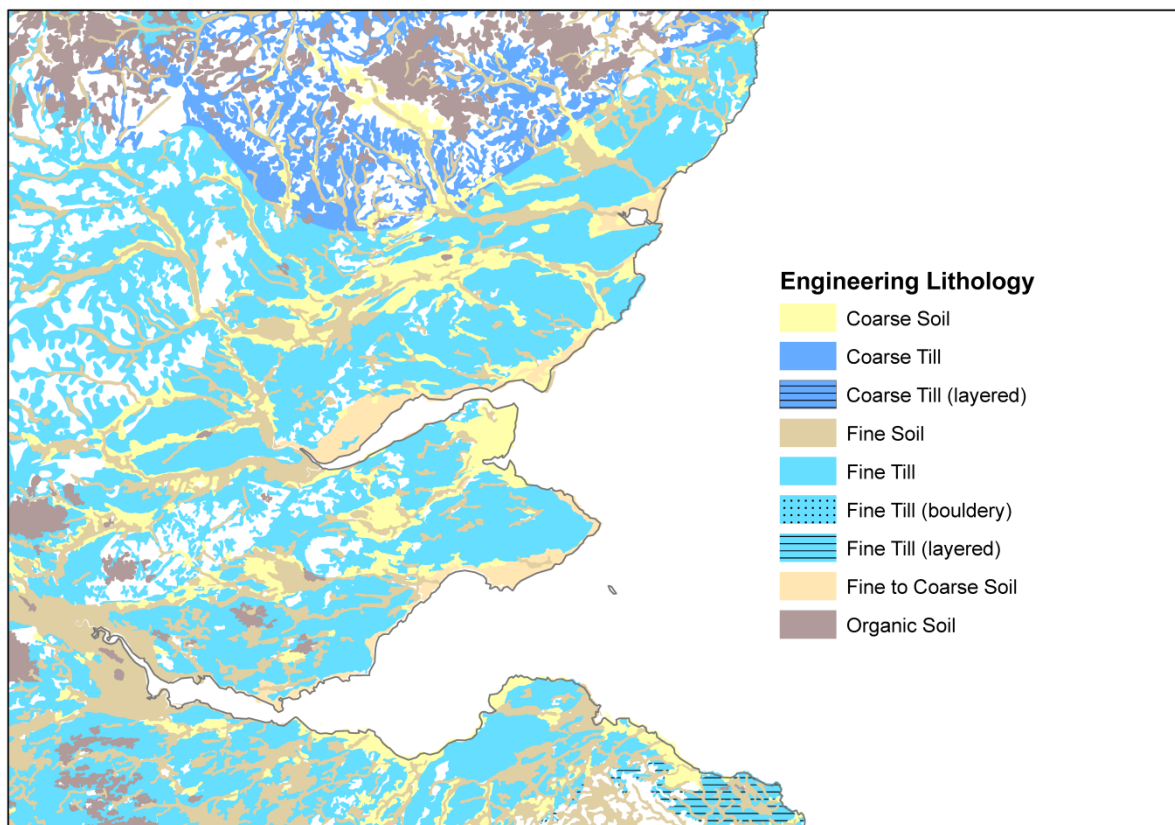 Engineering Lithology
Coarse Soil
Coarse Till
Coarse Till (layered)
Fine Soil
Fine Till
Fine Till (bouldery)
Fine Till (layered)
Fine to Coarse Soil
Organic Soil